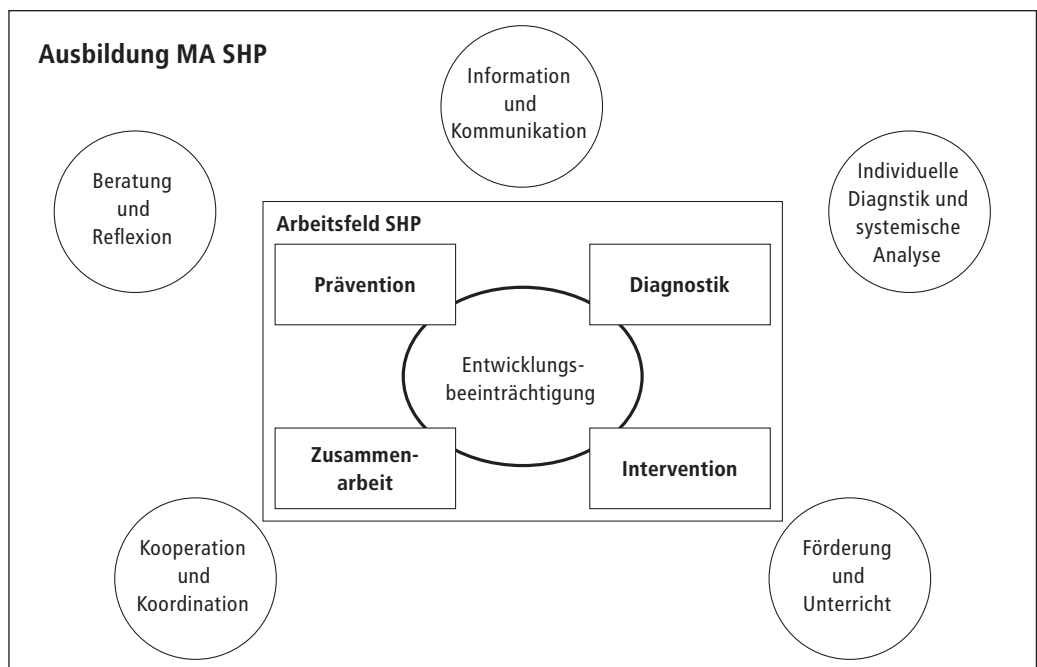 Ausbildung MA SHP
Information
und
Kommunikation
Beratung
und
Reflexion
Individuelle
Diagnstik und
systemische
Analyse
Arbeitsfeld SHP
Prävention
Diagnostik
Entwicklungs-
beeinträchtigung
Zusammen-
arbeit
Intervention
Kooperation
und
Koordination
Förderung
und
Unterricht